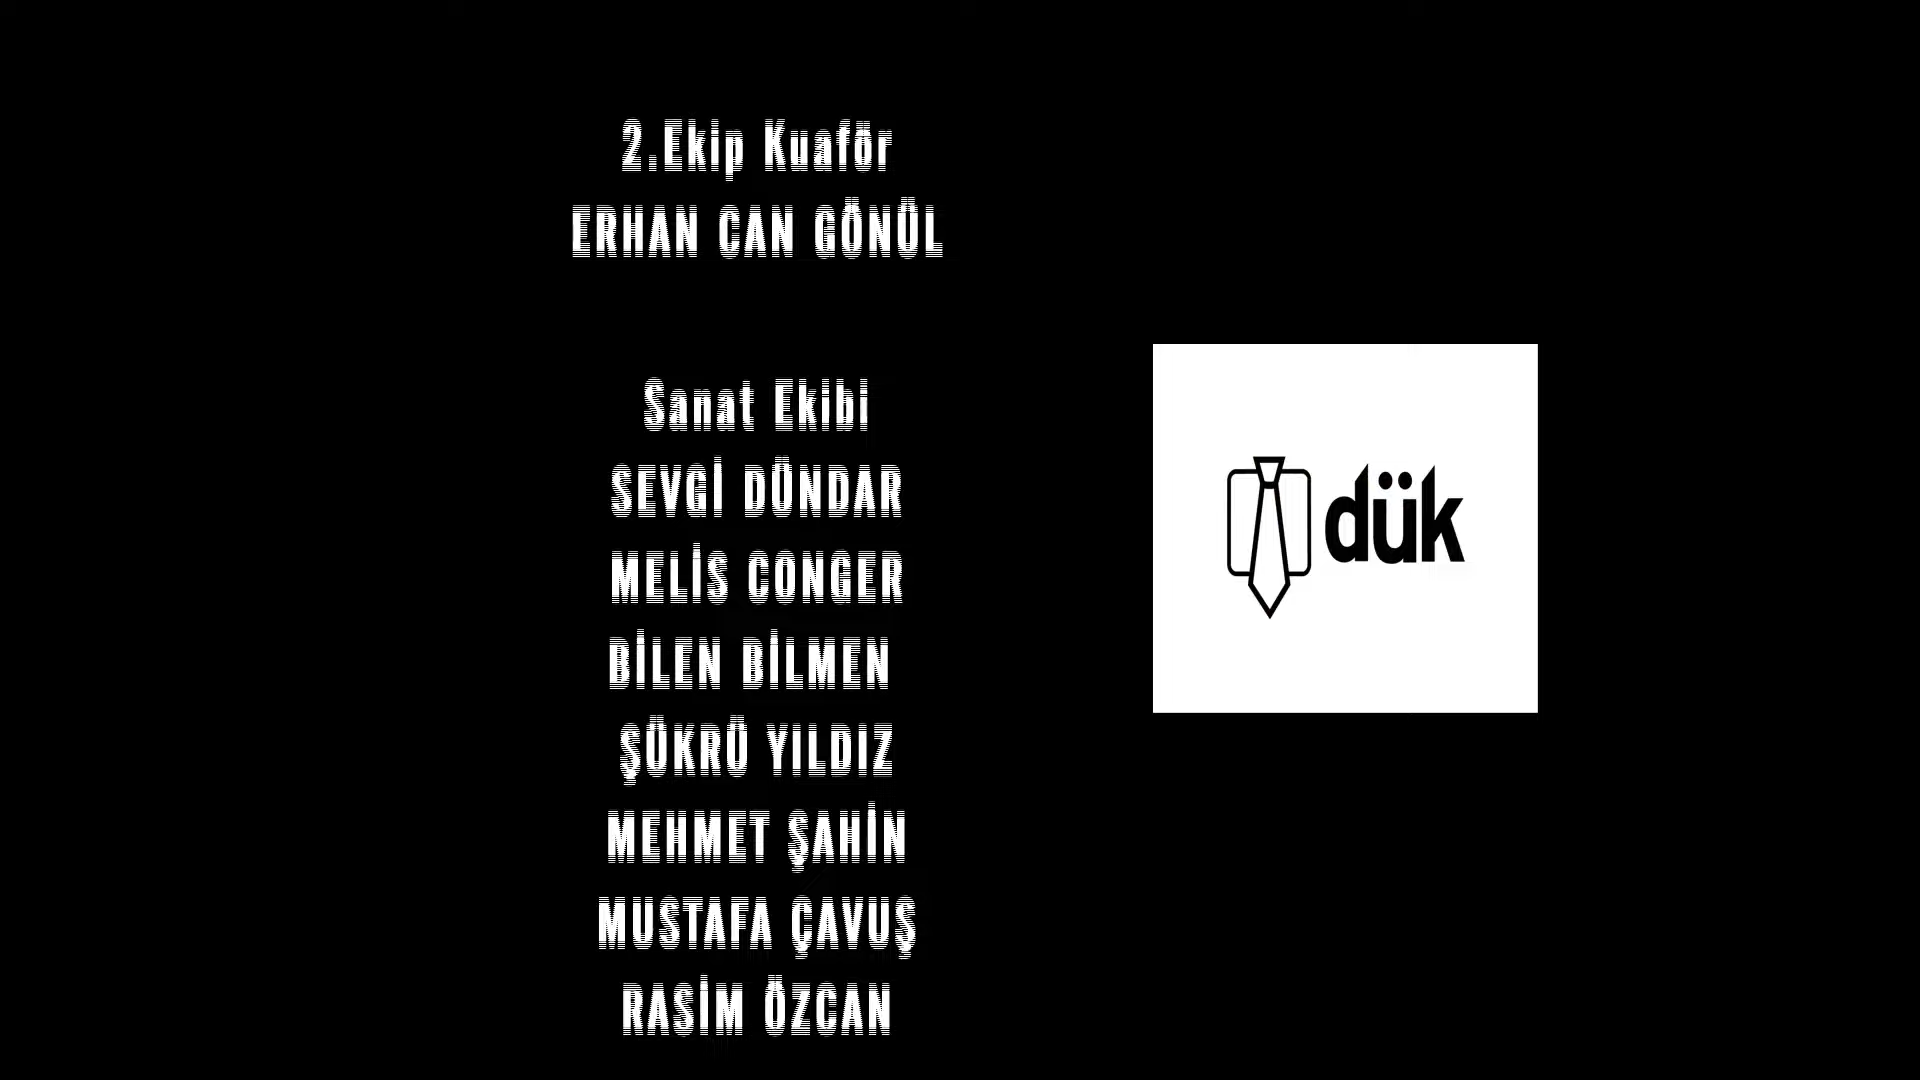 2.Ekip Kuaför
ERHAN CAN GÖNÜL
Sanat Ekibi
SEVGİ DÜNDAR
MELİS CONGER
BİLEN BİLMEN
ŞÜKRÜ YILDIZ
MEHMET ŞAHİN
MUSTAFA ÇAVUŞ
RASİM ÖZCAN
dük